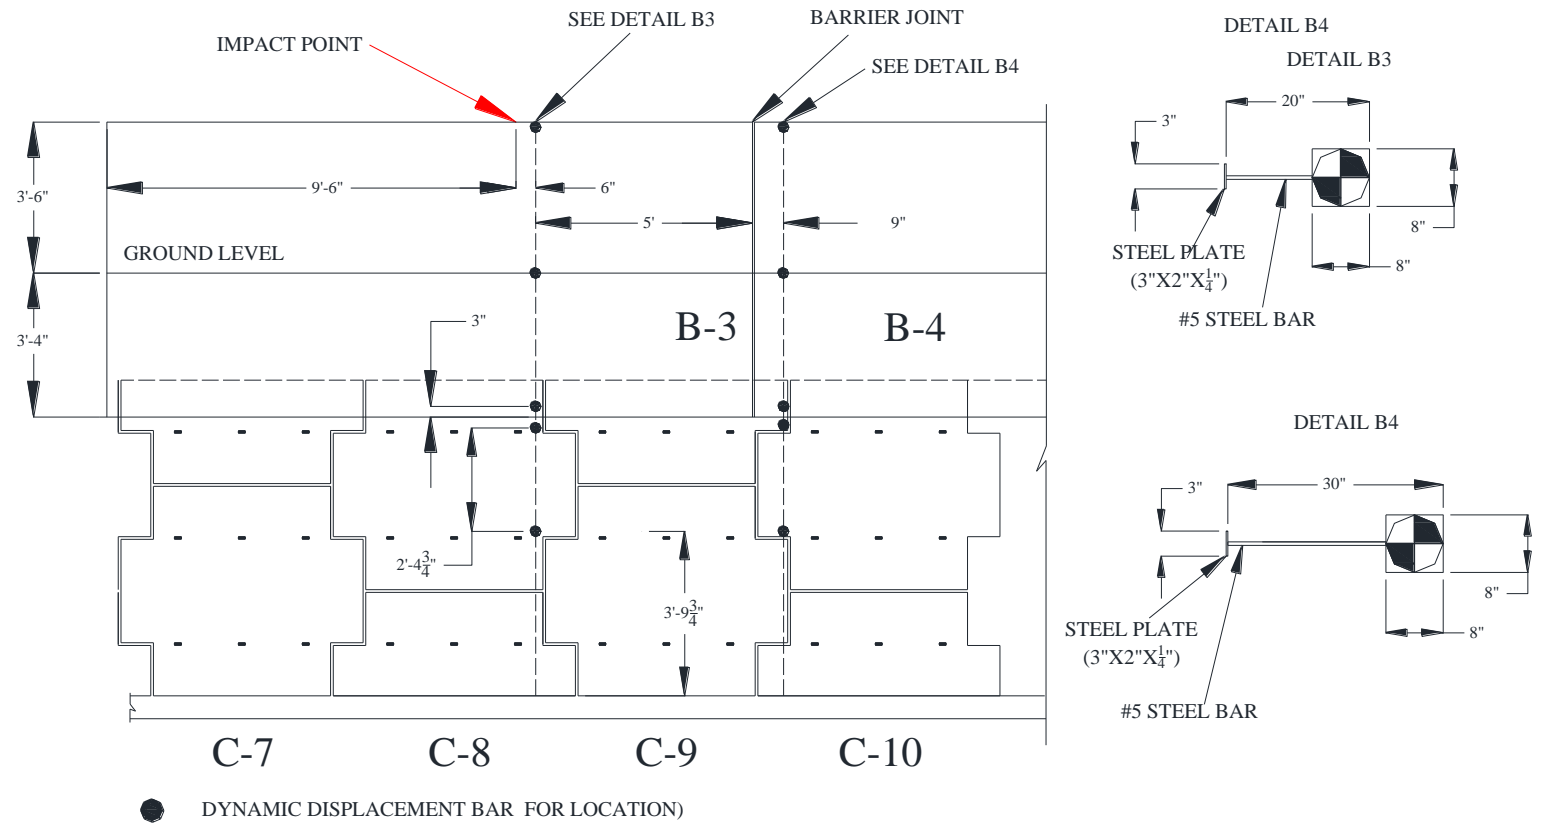 SEE DETAIL B3
BARRIER JOINT
IMPACT POINT
SEE DETAIL B4
3'-6"
9'-6"
6"
5'
9"
GROUND LEVEL
B-3
B-4
3"
3'-4"
2'-4 3/4"
3'-9 3/4"
C-7
C-8
C-9
C-10
DYNAMIC DISPLACEMENT BAR FOR LOCATION)
DETAIL B4
DETAIL B3
20"
3"
8"
STEEL PLATE
(3"X2"X1/4")
8"
#5 STEEL BAR
DETAIL B4
30"
3"
8"
STEEL PLATE
(3"X2"X1/4")
8"
#5 STEEL BAR